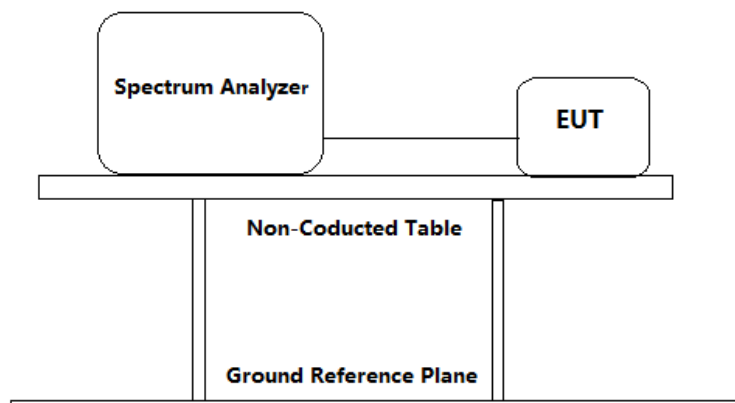 Spectrum Analyzer
EUT
Non-Coducted Table
Ground Reference Plane